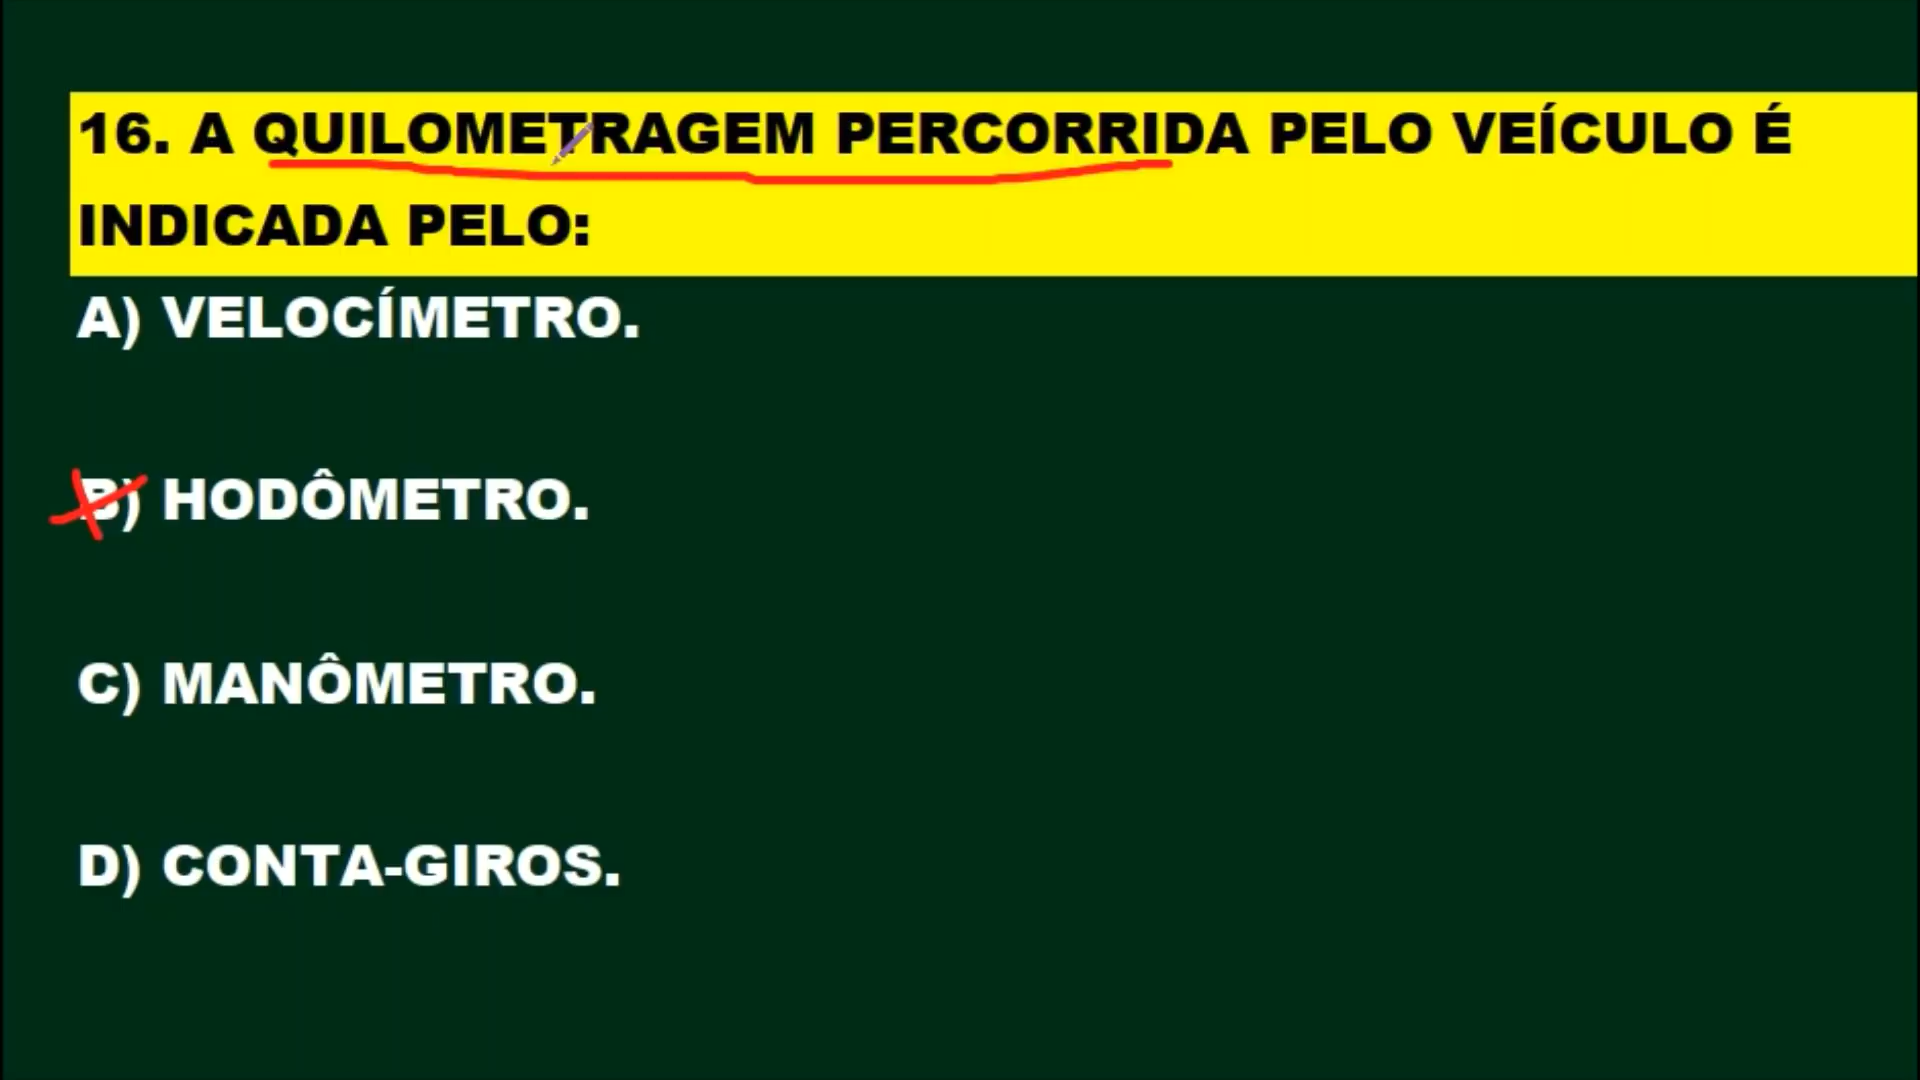 16. A QUILOMETRAGEM PERCORRIDA PELO VEÍCULO É
INDICADA PELO:
A) VELOCÍMETRO.
B) HODÔMETRO.
C) MANÔMETRO.
D) CONTA-GIROS.